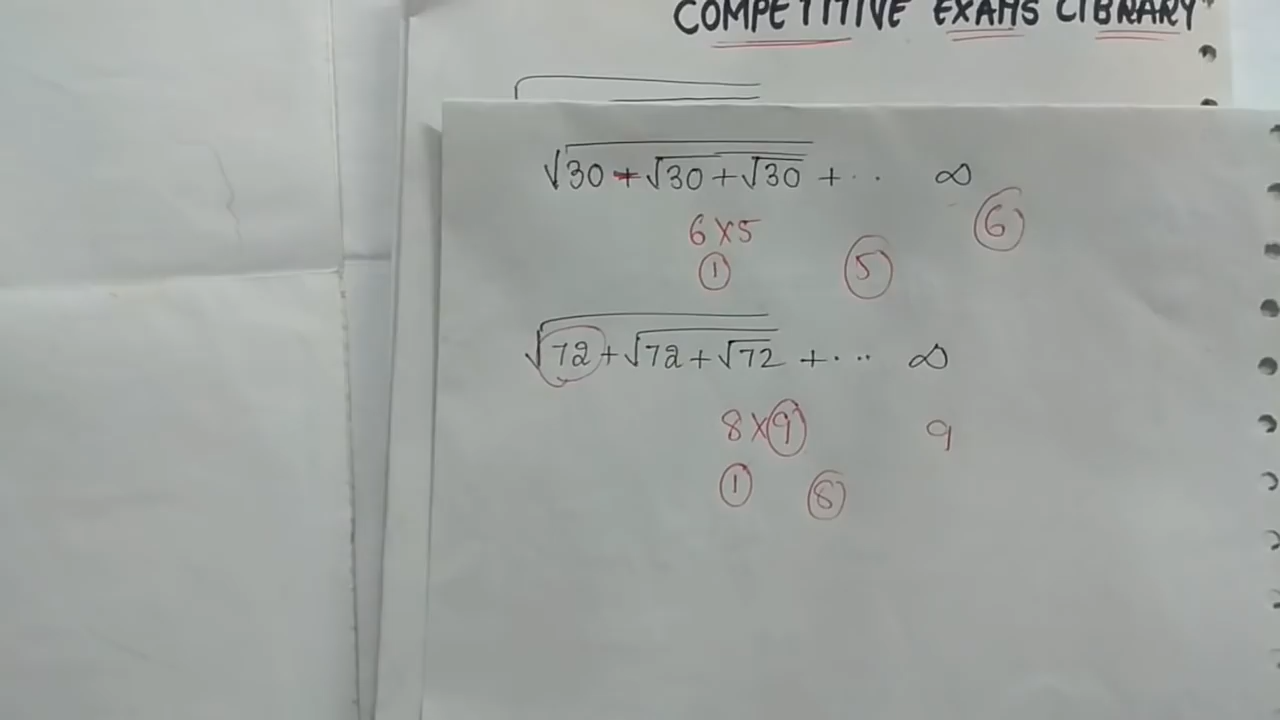 COMPETITIVE EXAMS LIBRARY"
√30 + √30 + √30 + ·· ∞
6 × 5 6
1 5
√72 + √72 + √72 + ··· ∞
8 × 9 9
1 8